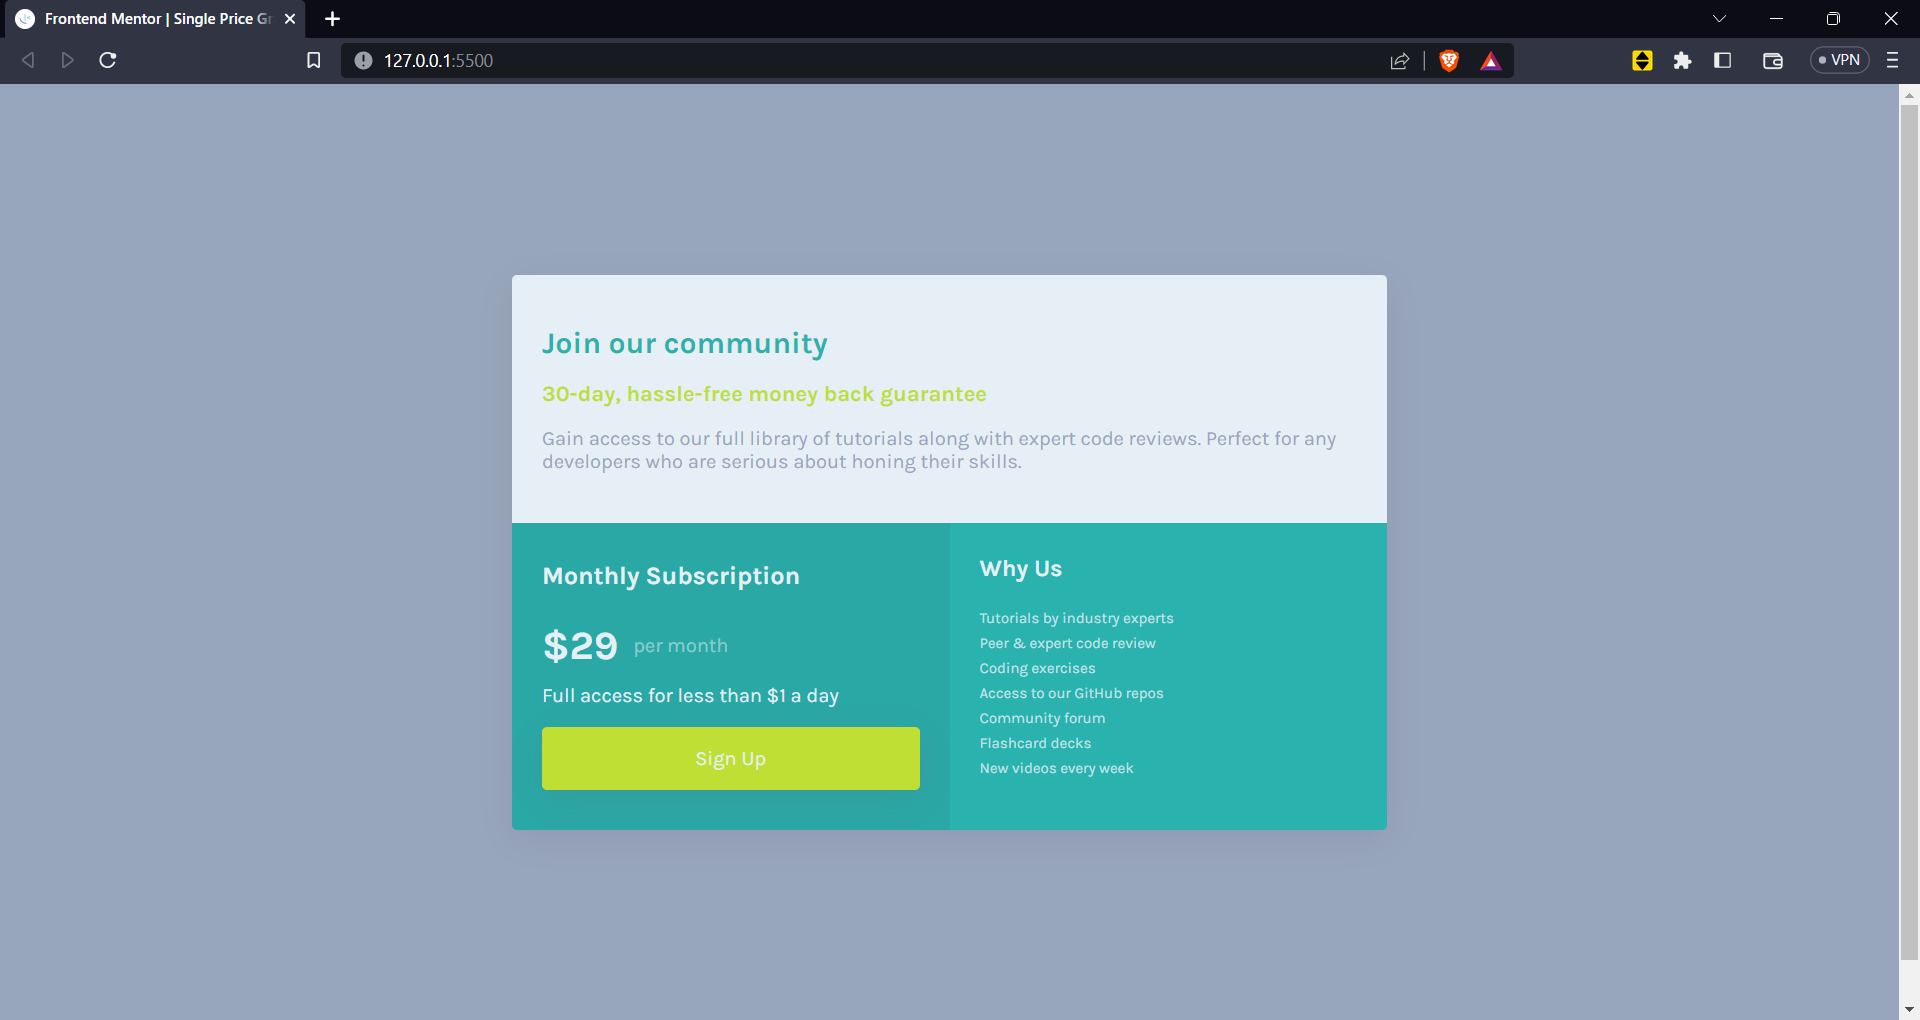 Frontend Mentor | Single Price Gr
127.0.0.1:5500
VPN
Join our community
30-day, hassle-free money back guarantee
Gain access to our full library of tutorials along with expert code reviews. Perfect for any
developers who are serious about honing their skills.
Monthly Subscription
$29 per month
Full access for less than $1 a day
Sign Up
Why Us
Tutorials by industry experts
Peer & expert code review
Coding exercises
Access to our GitHub repos
Community forum
Flashcard decks
New videos every week